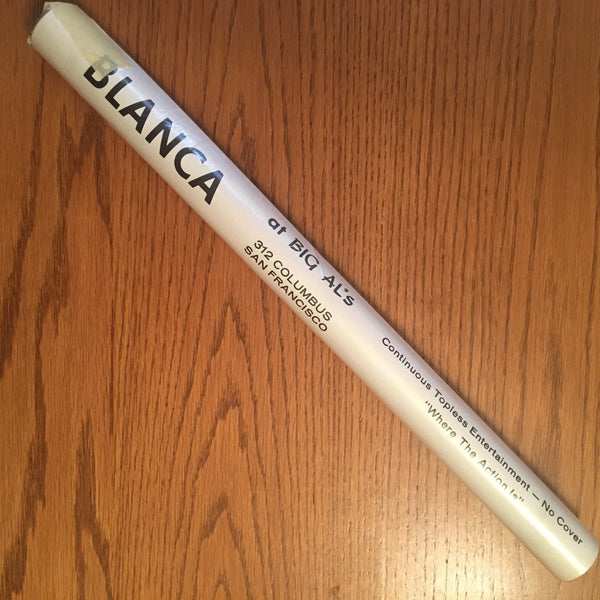 BLANCA
at BIG AL's
312 COLUMBUS
SAN FRANCISCO
Continuous Topless Entertainment — No Cover
"Where The Action Is"